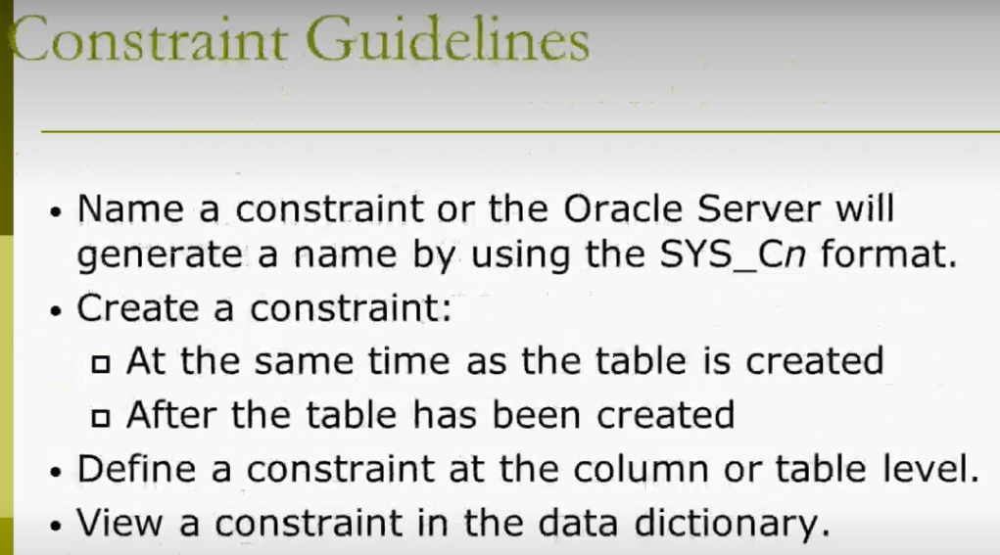 Constraint Guidelines
• Name a constraint or the Oracle Server will
generate a name by using the SYS_Cn format.
• Create a constraint:
□ At the same time as the table is created
□ After the table has been created
• Define a constraint at the column or table level.
• View a constraint in the data dictionary.